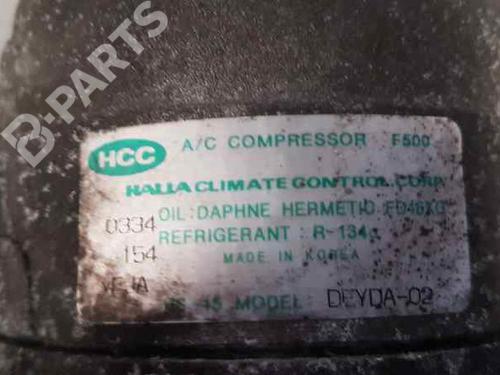 B-PARTS
HCC A/C COMPRESSOR F500
HALLA CLIMATE CONTROL CORP
0334 OIL: DAPHNE HERMETIC
154 REFRIGERANT : R-134a
MADE IN KOREA
45 MODEL: DEYDA-02